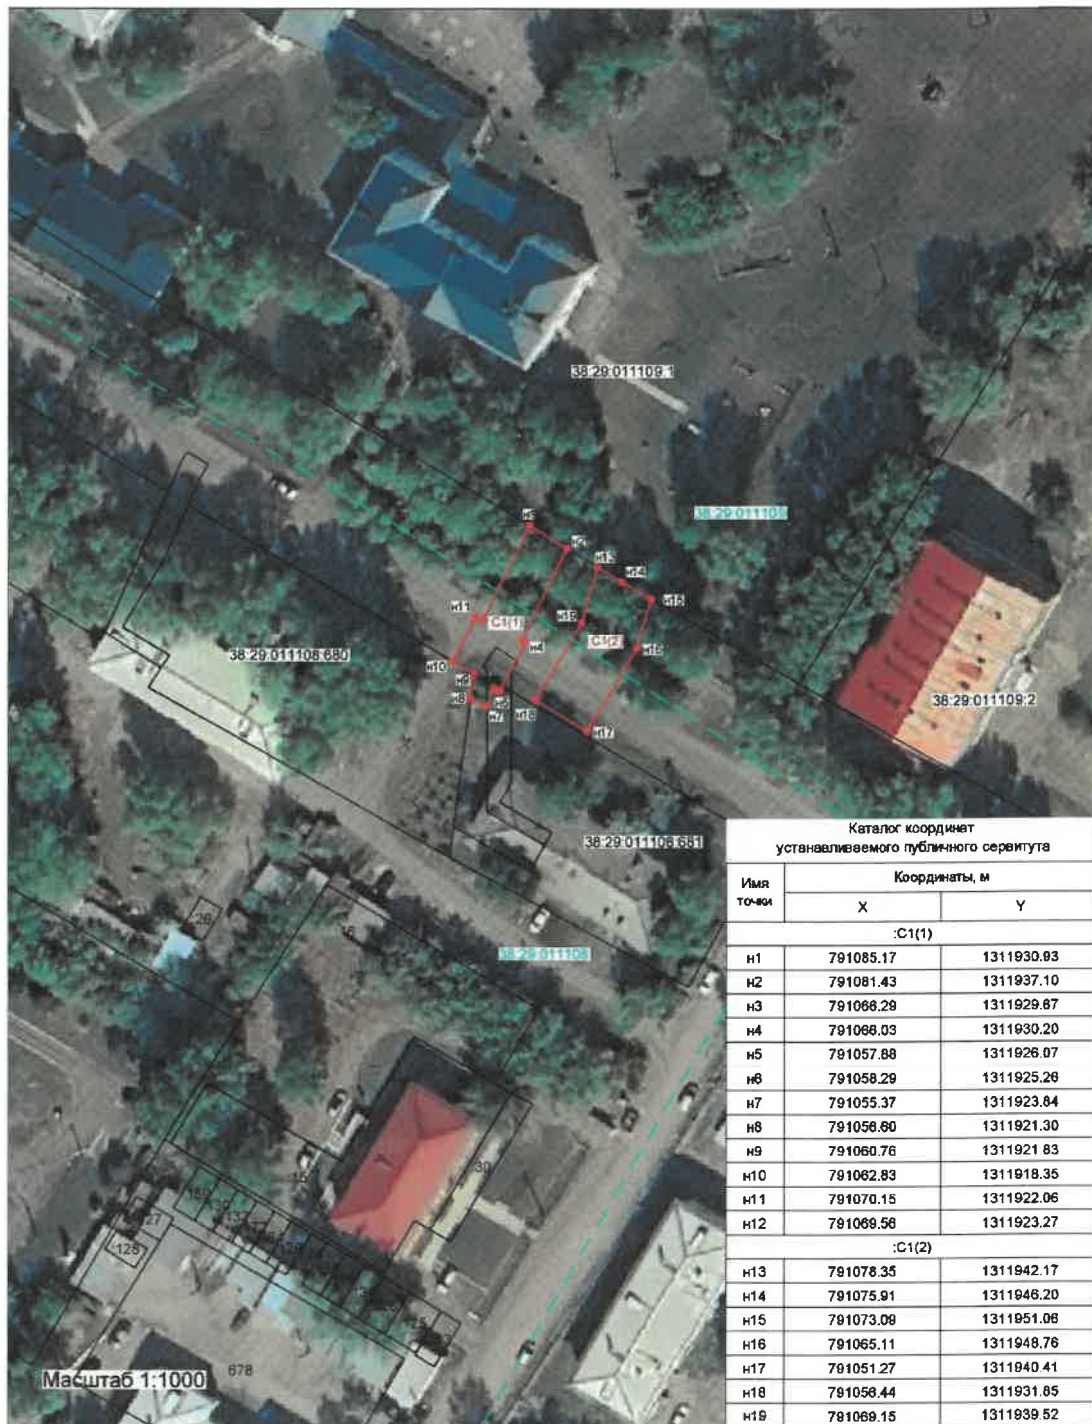 38:29:011109:1
38:29:011109
н1
н2
н13
н14
н15
н11
С1(1)
н19
С1(2)
н4
н16
38:29:011108:680
н10
н9
н8
н7
н18
н17
38:29:011109:2
38:29:011108:681
26
16
38:29:011108
30
15
127
:128
678
Масштаб 1:1000
Каталог координат
устанавливаемого публичного сервитута
Имя точки Координаты, м
X Y
:С1(1)
н1 791085.17 1311930.93
н2 791081.43 1311937.10
н3 791066.29 1311929.67
н4 791066.03 1311930.20
н5 791057.88 1311926.07
н6 791058.29 1311925.26
н7 791055.37 1311923.84
н8 791056.60 1311921.30
н9 791060.76 1311921.83
н10 791062.83 1311918.35
н11 791070.15 1311922.06
н12 791069.56 1311923.27
:С1(2)
н13 791078.35 1311942.17
н14 791075.91 1311946.20
н15 791073.09 1311951.06
н16 791065.11 1311948.76
н17 791051.27 1311940.41
н18 791056.44 1311931.85
н19 791069.15 1311939.52